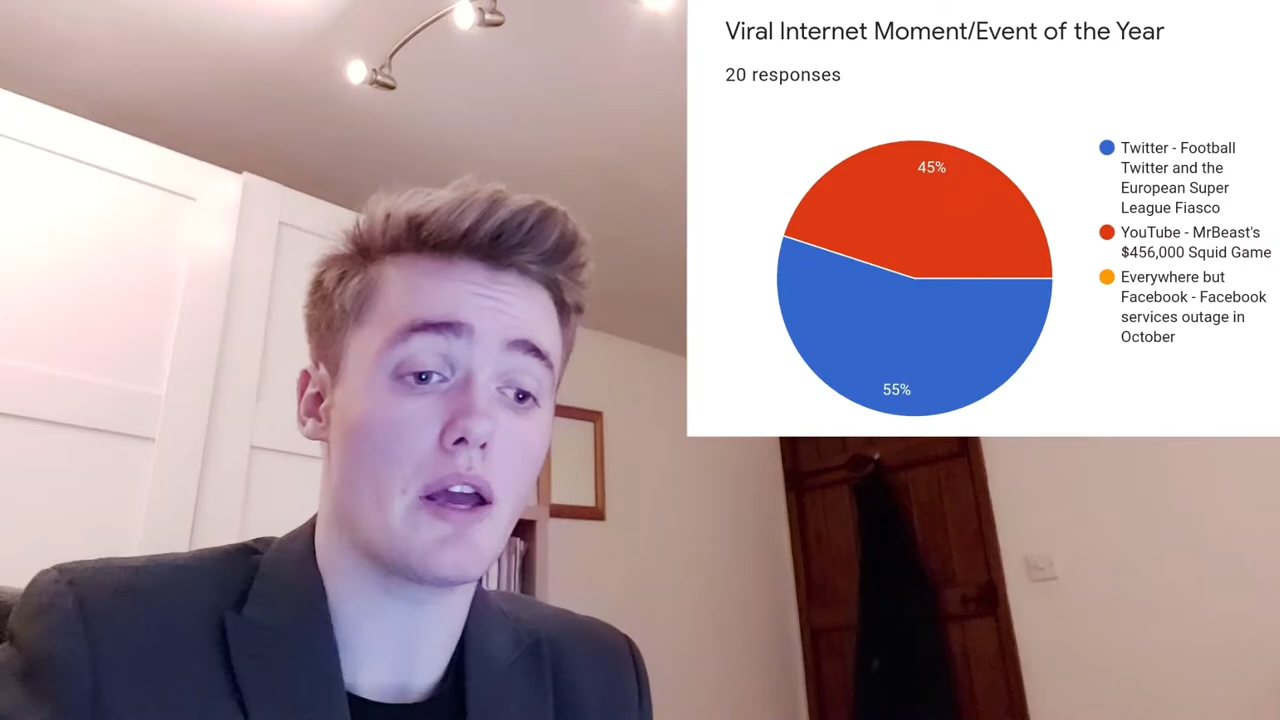 Viral Internet Moment/Event of the Year
20 responses
45%
55%
Twitter - Football
Twitter and the
European Super
League Fiasco
YouTube - MrBeast's
$456,000 Squid Game
Everywhere but
Facebook - Facebook
services outage in
October